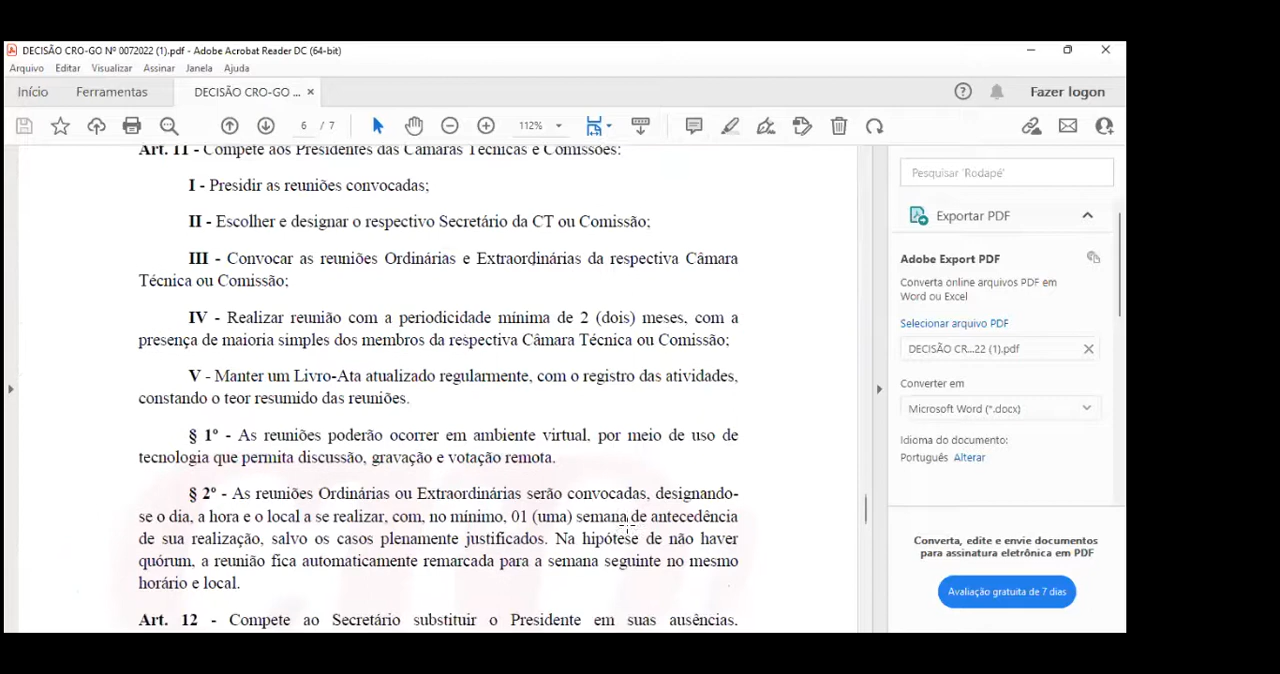 DECISÃO CRO-GO Nº 0072022 (1).pdf - Adobe Acrobat Reader DC (64-bit)
Arquivo Editar Visualizar Assinar Janela Ajuda
Início Ferramentas DECISÃO CRO-GO ... × Fazer logon
6 / 7 112%
Art. 11 - Compete aos Presidentes das Câmaras Técnicas e Comissões:
I - Presidir as reuniões convocadas;
II - Escolher e designar o respectivo Secretário da CT ou Comissão;
III - Convocar as reuniões Ordinárias e Extraordinárias da respectiva Câmara
Técnica ou Comissão;
IV - Realizar reunião com a periodicidade mínima de 2 (dois) meses, com a
presença de maioria simples dos membros da respectiva Câmara Técnica ou Comissão;
V - Manter um Livro-Ata atualizado regularmente, com o registro das atividades,
constando o teor resumido das reuniões.
§ 1º - As reuniões poderão ocorrer em ambiente virtual, por meio de uso de
tecnologia que permita discussão, gravação e votação remota.
§ 2º - As reuniões Ordinárias ou Extraordinárias serão convocadas, designando-
se o dia, a hora e o local a se realizar, com, no mínimo, 01 (uma) semana de antecedência
de sua realização, salvo os casos plenamente justificados. Na hipótese de não haver
quórum, a reunião fica automaticamente remarcada para a semana seguinte no mesmo
horário e local.
Art. 12 - Compete ao Secretário substituir o Presidente em suas ausências.
Pesquisar 'Rodapé'
Exportar PDF
Adobe Export PDF
Converta online arquivos PDF em
Word ou Excel
Selecionar arquivo PDF
DECISÃO CR...22 (1).pdf
Converter em
Microsoft Word (*.docx)
Idioma do documento:
Português Alterar
Converta, edite e envie documentos
para assinatura eletrônica em PDF
Avaliação gratuita de 7 dias